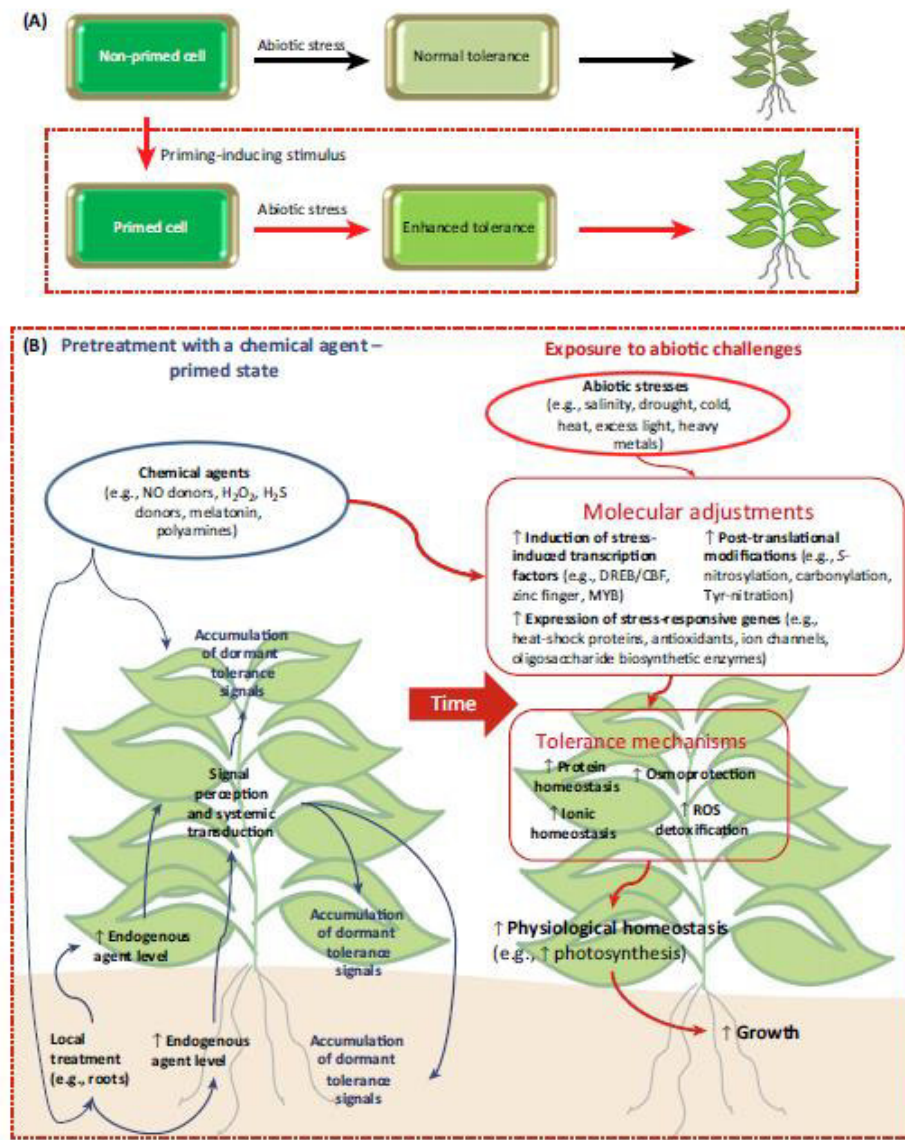 (A)
Non-primed cell
Abiotic stress
Normal tolerance
Priming-inducing stimulus
Primed cell
Abiotic stress
Enhanced tolerance
(B) Pretreatment with a chemical agent –
primed state
Chemical agents
(e.g., NO donors, H₂O₂, H₂S
donors, melatonin,
polyamines)
Accumulation
of dormant
tolerance
signals
Signal
perception
and systemic
transduction
↑ Endogenous
agent level
Accumulation
of dormant
tolerance
signals
Local
treatment
(e.g., roots)
↑ Endogenous
agent level
Accumulation
of dormant
tolerance
signals
Time
Exposure to abiotic challenges
Abiotic stresses
(e.g., salinity, drought, cold,
heat, excess light, heavy
metals)
Molecular adjustments
↑ Induction of stress-
induced transcription
factors (e.g., DREB/CBF,
zinc finger, MYB)
↑ Post-translational
modifications (e.g., S-
nitrosylation, carbonylation,
Tyr-nitration)
↑ Expression of stress-responsive genes (e.g.,
heat-shock proteins, antioxidants, ion channels,
oligosaccharide biosynthetic enzymes)
Tolerance mechanisms
↑ Protein
homeostasis
↑ Osmoprotection
↑ Ionic
homeostasis
↑ ROS
detoxification
↑ Physiological homeostasis
(e.g., ↑ photosynthesis)
↑ Growth